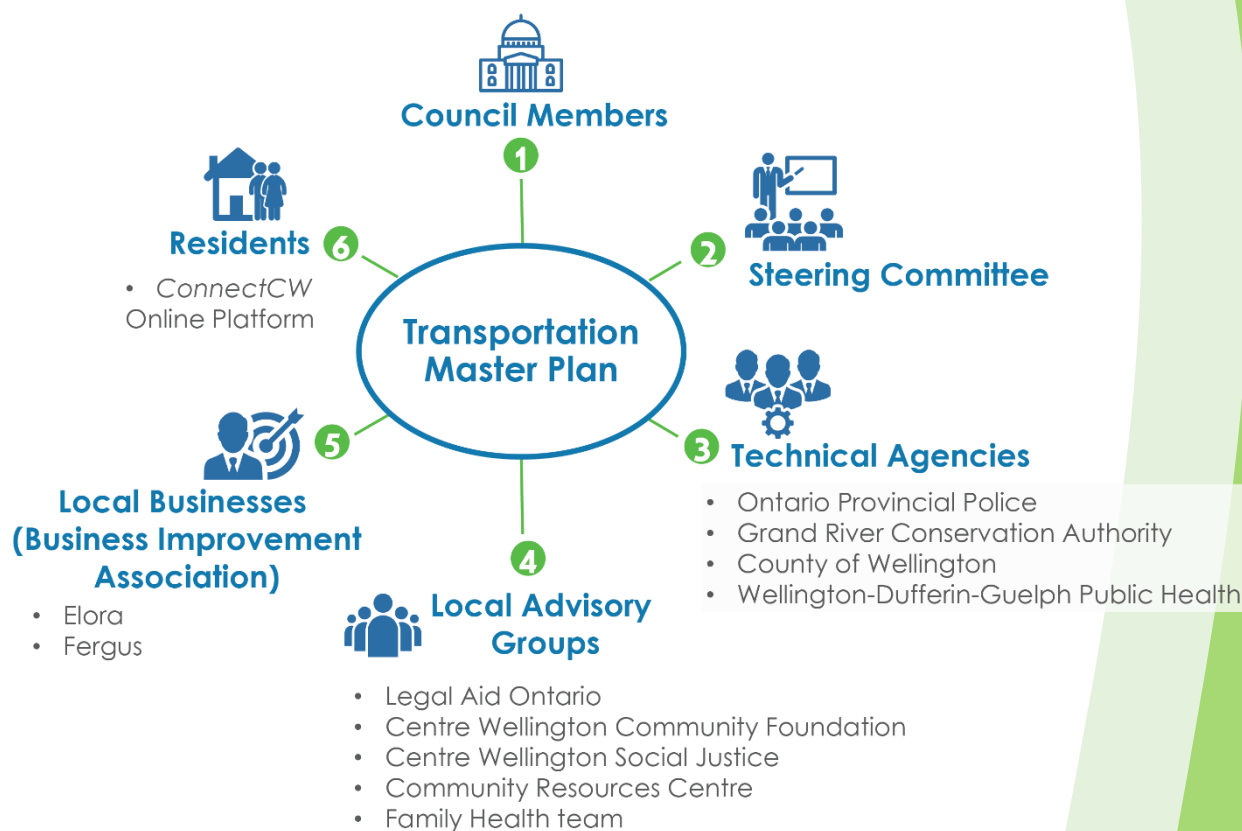 Council Members
1
2
Steering Committee
3
Technical Agencies
• Ontario Provincial Police
• Grand River Conservation Authority
• County of Wellington
• Wellington-Dufferin-Guelph Public Health
4
Local Advisory
Groups
• Legal Aid Ontario
• Centre Wellington Community Foundation
• Centre Wellington Social Justice
• Community Resources Centre
• Family Health team
5
Local Businesses
(Business Improvement
Association)
• Elora
• Fergus
6
Residents
• ConnectCW
Online Platform
Transportation
Master Plan